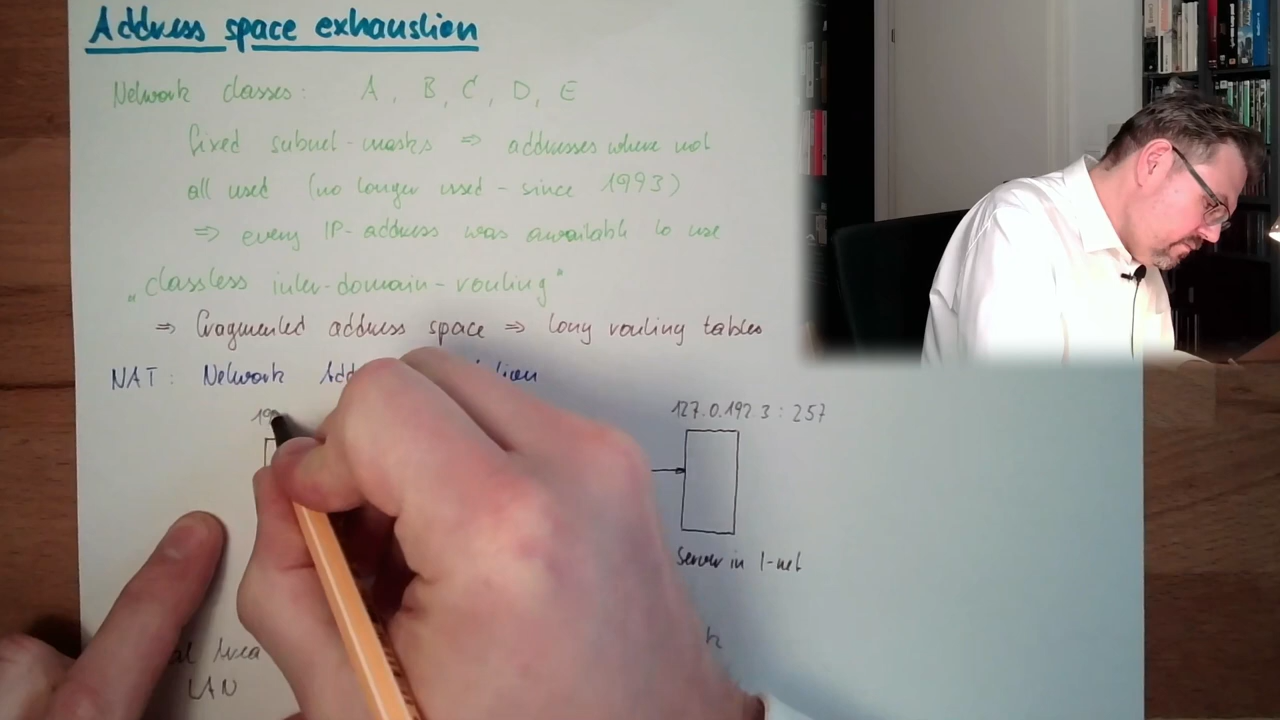 Address space exhaustion
Network classes: A, B, C, D, E
fixed subnet-masks ⇒ addresses where not
all used (no longer used - since 1993)
⇒ every IP-address was available to use
„classless inter-domain-routing"
⇒ fragmented address space ⇒ long routing tables
NAT: Network
19
127.0.192.3:257
Server in I-net
Area
LAN